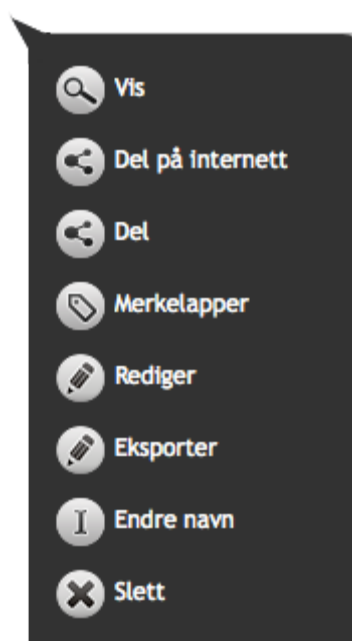 Vis
Del på internett
Del
Merkelapper
Rediger
Eksporter
Endre navn
Slett